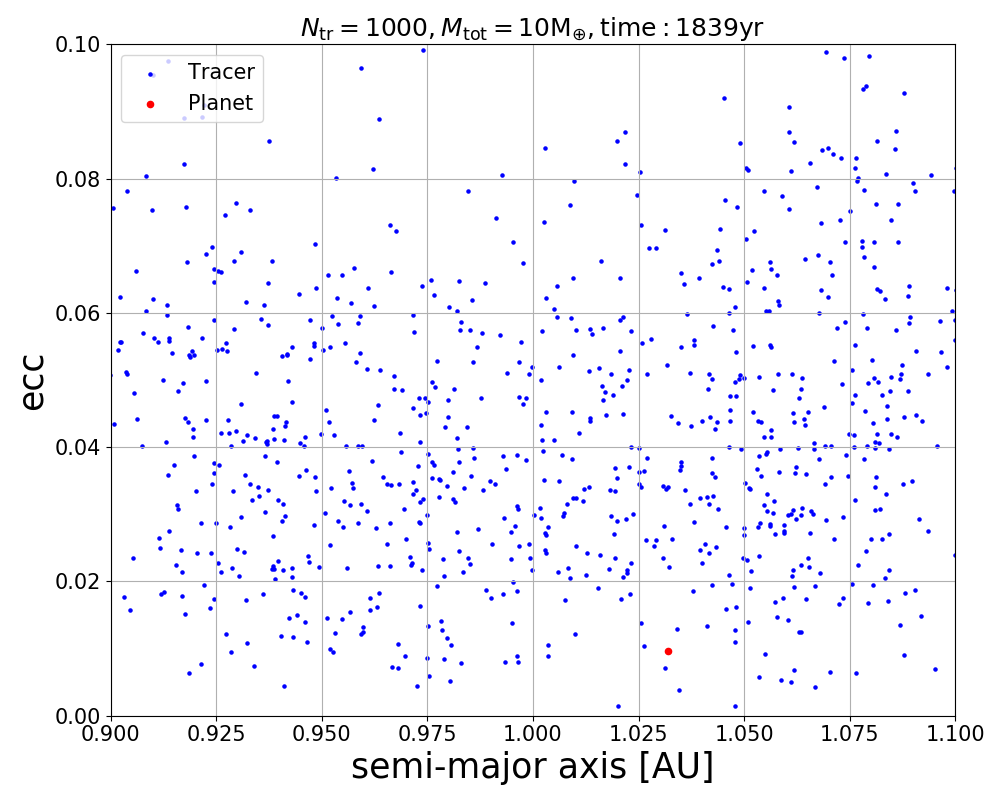 N_tr = 1000, M_tot = 10M_⊕, time : 1839yr
Tracer
Planet
ecc
0.10
0.08
0.06
0.04
0.02
0.00
0.900 0.925 0.950 0.975 1.000 1.025 1.050 1.075 1.100
semi-major axis [AU]